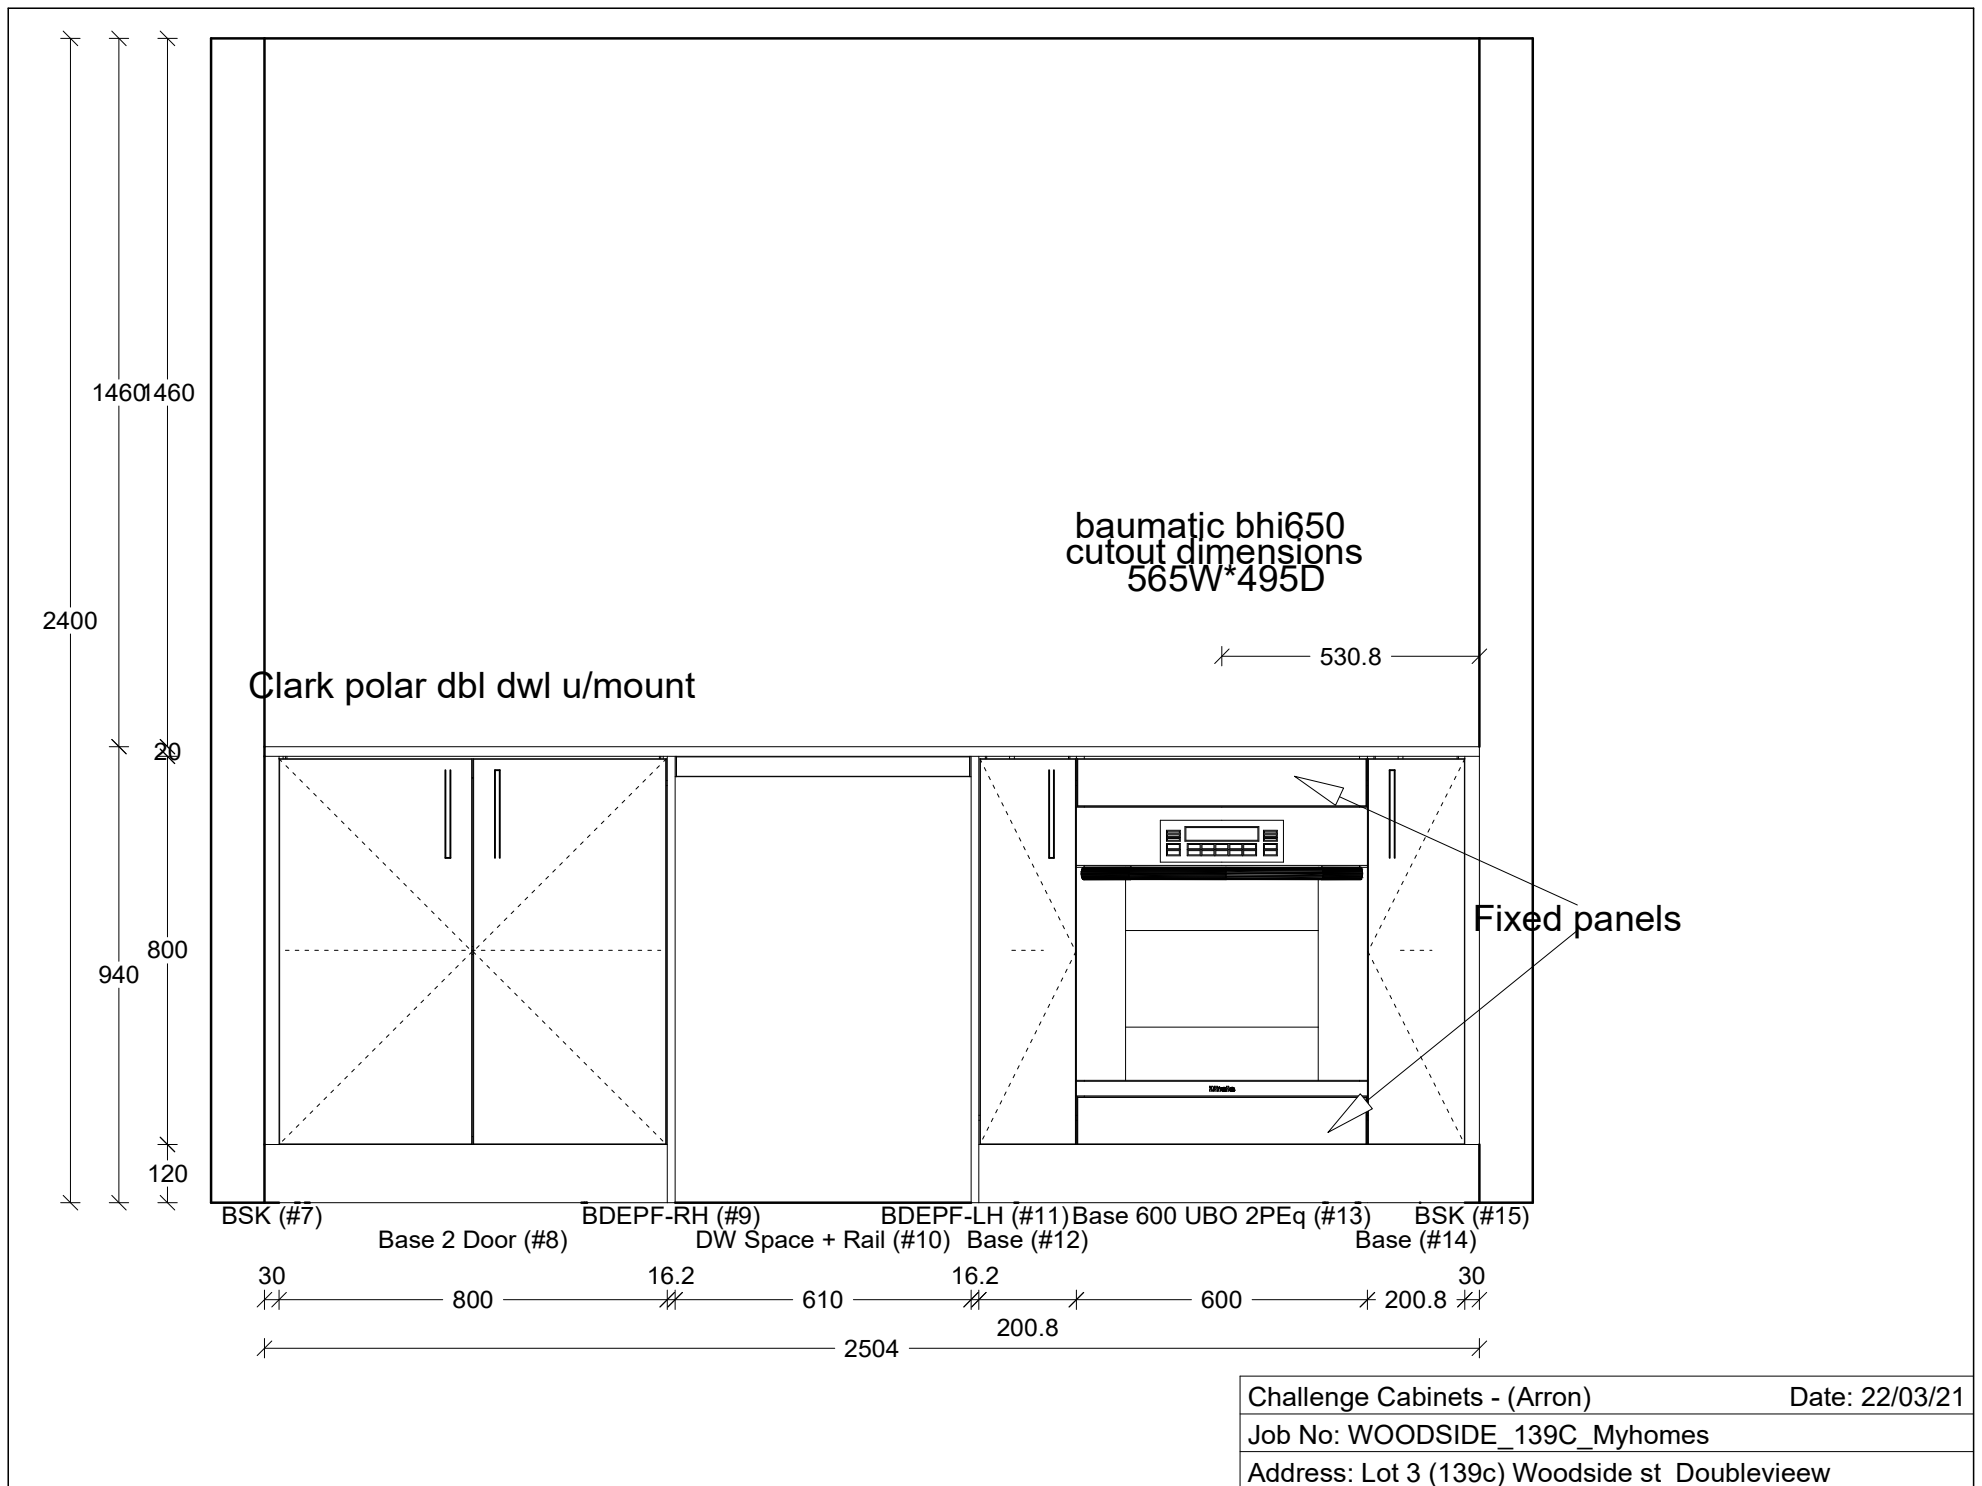 1460
1460
baumatic bhi650
cutout dimensions
565W*495D
2400
530.8
Clark polar dbl dwl u/mount
20
Fixed panels
800
940
120
BSK (#7)
BDEPF-RH (#9)
BDEPF-LH (#11)
Base 600 UBO 2PEq (#13)
BSK (#15)
Base 2 Door (#8)
DW Space + Rail (#10)
Base (#12)
Base (#14)
30
16.2
16.2
30
800
610
600
200.8
200.8
2504
Challenge Cabinets - (Arron)
Date: 22/03/21
Job No: WOODSIDE_139C_Myhomes
Address: Lot 3 (139c) Woodside st  Doublevieew